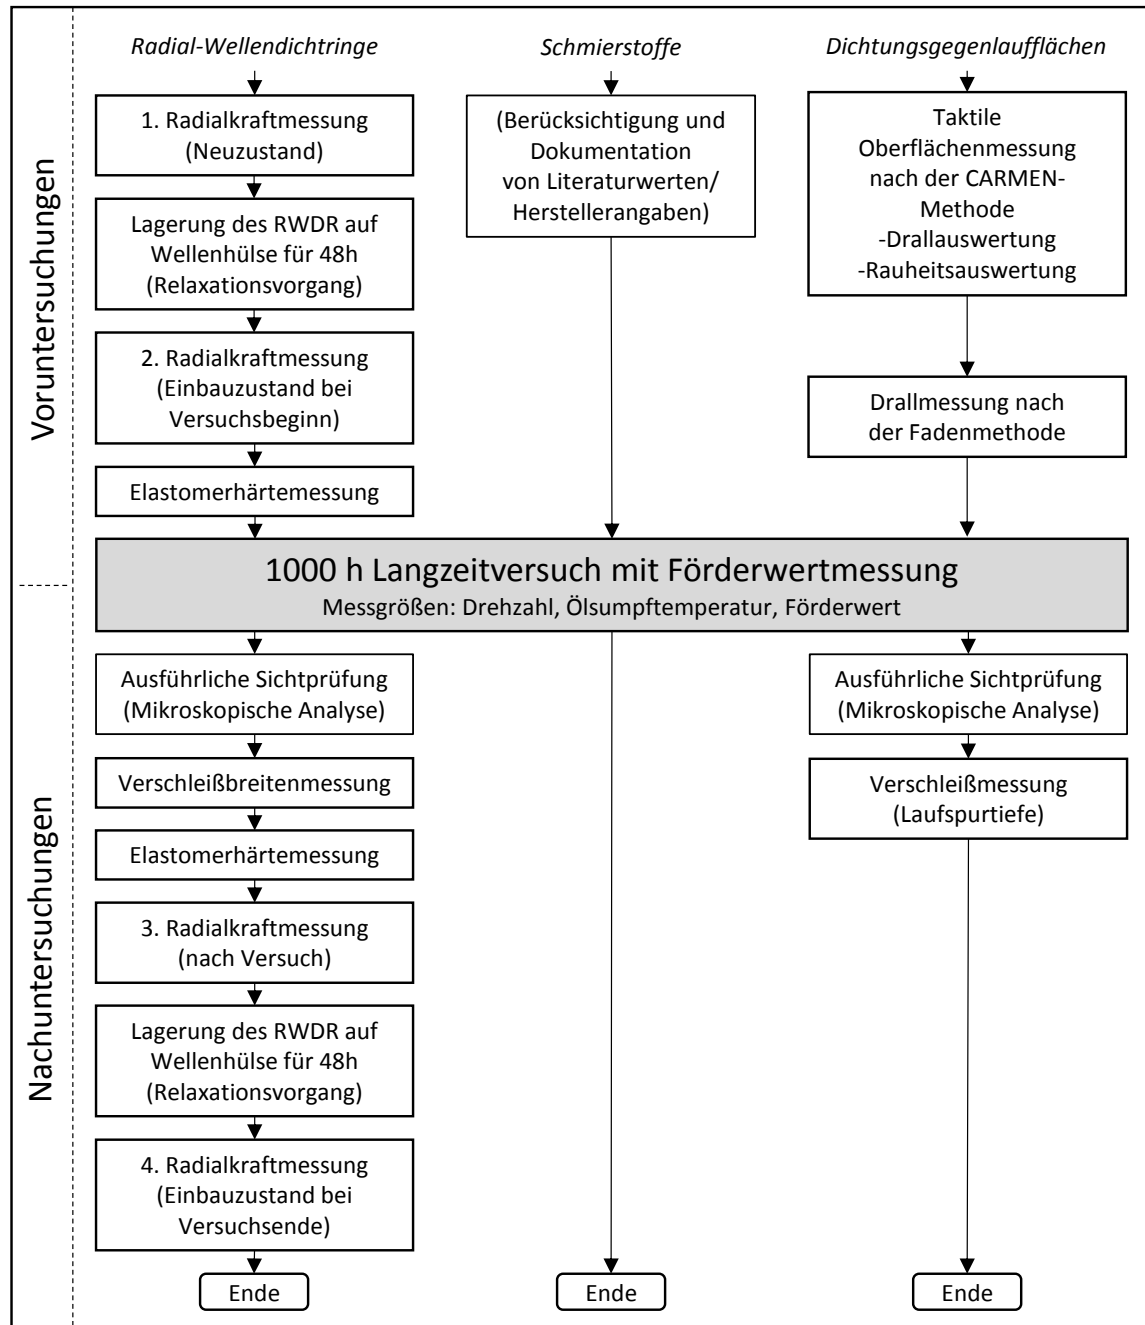 Voruntersuchungen
Radial-Wellendichtringe
1. Radialkraftmessung
(Neuzustand)
Lagerung des RWDR auf
Wellenhülse für 48h
(Relaxationsvorgang)
2. Radialkraftmessung
(Einbauzustand bei
Versuchsbeginn)
Elastomerhärtemessung
Schmierstoffe
(Berücksichtigung und
Dokumentation
von Literaturwerten/
Herstellerangaben)
Dichtungsgegenlaufflächen
Taktile
Oberflächenmessung
nach der CARMEN-
Methode
-Drallauswertung
-Rauheitsauswertung
Drallmessung nach
der Fadenmethode
1000 h Langzeitversuch mit Förderwertmessung
Messgrößen: Drehzahl, Ölsumpftemperatur, Förderwert
Nachuntersuchungen
Ausführliche Sichtprüfung
(Mikroskopische Analyse)
Verschleißbreitenmessung
Elastomerhärtemessung
3. Radialkraftmessung
(nach Versuch)
Lagerung des RWDR auf
Wellenhülse für 48h
(Relaxationsvorgang)
4. Radialkraftmessung
(Einbauzustand bei
Versuchsende)
Ende
Ende
Ausführliche Sichtprüfung
(Mikroskopische Analyse)
Verschleißmessung
(Laufspurtiefe)
Ende